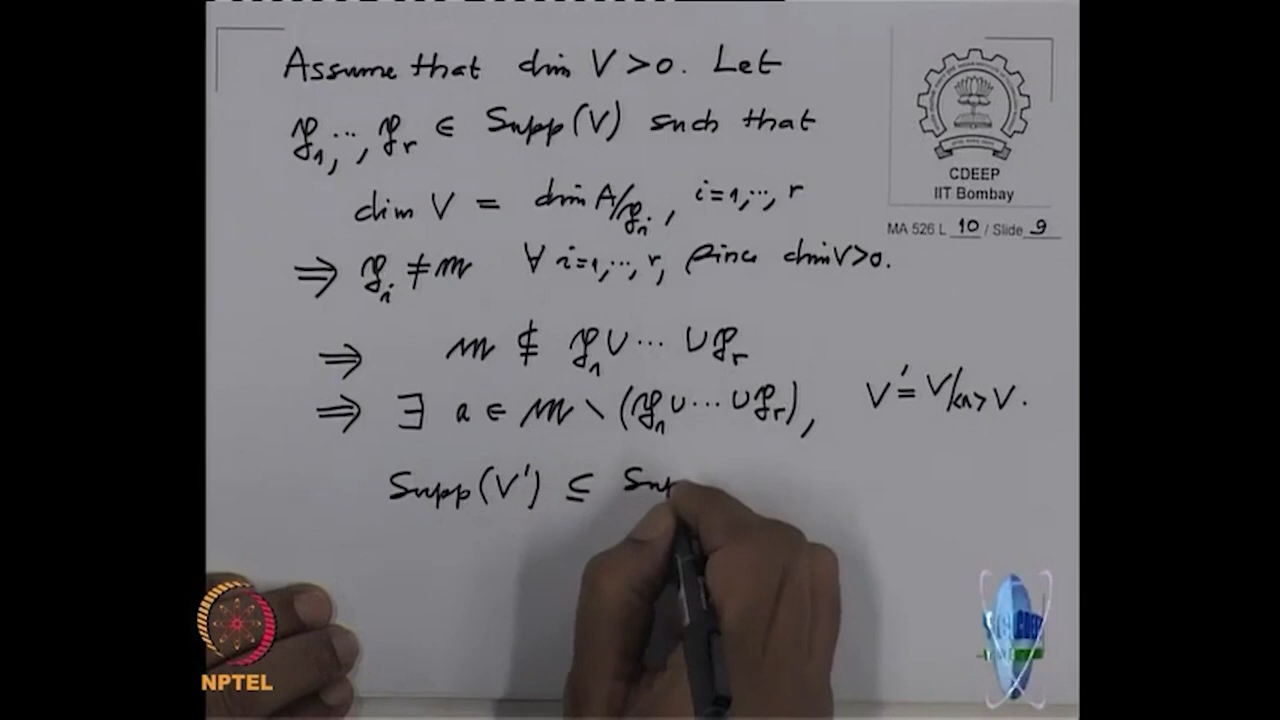 Assume that dim V > 0. Let
𝔭₁, ⋯, 𝔭ᵣ ∈ Supp(V) such that
dim V = dim A/𝔭ᵢ, i=1, ⋯, r
⟹ 𝔭ᵢ ≠ 𝔪 ∀ i=1, ⋯, r, since dim V>0.
⟹ 𝔪 ⊈ 𝔭₁ ∪ ⋯ ∪ 𝔭ᵣ
⟹ ∃ a ∈ 𝔪 ∖ (𝔭₁ ∪ ⋯ ∪ 𝔭ᵣ), V′ = V/<a> V.
Supp(V′) ⊆ Sup
CDEEP
IIT Bombay
MA 526 L 10 / Slide 9
NPTEL